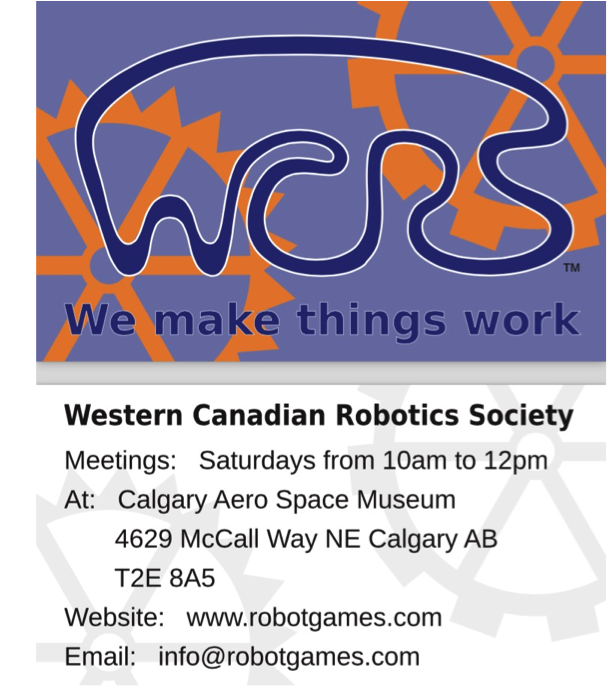 WCRS
TM
We make things work
Western Canadian Robotics Society
Meetings: Saturdays from 10am to 12pm
At: Calgary Aero Space Museum
4629 McCall Way NE Calgary AB
T2E 8A5
Website: www.robotgames.com
Email: info@robotgames.com